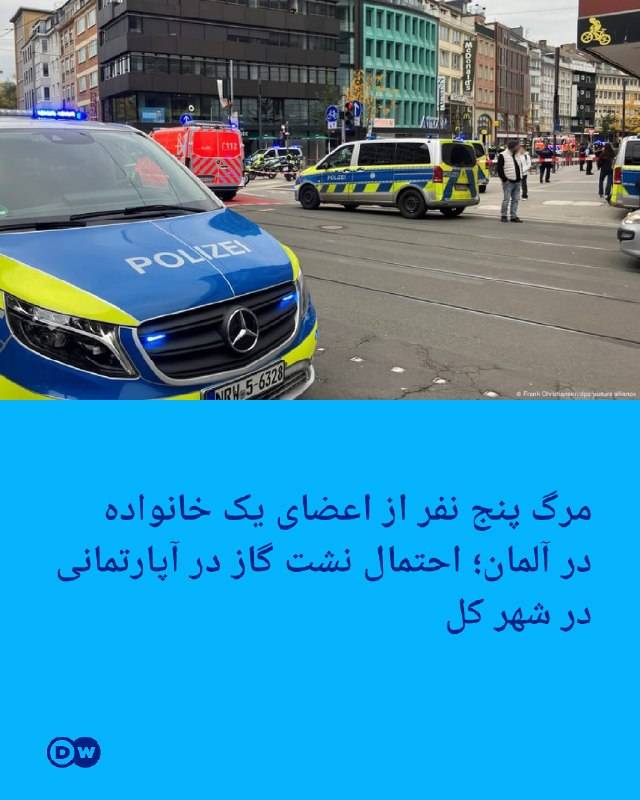 McDonald's
112
POLIZEI
POLIZEI
NRW 5-6328
© Frank Christiansen/dpa/picture alliance
مرگ پنج نفر از اعضای یک خانواده
در آلمان؛ احتمال نشت گاز در آپارتمانی
در شهر کل
DW